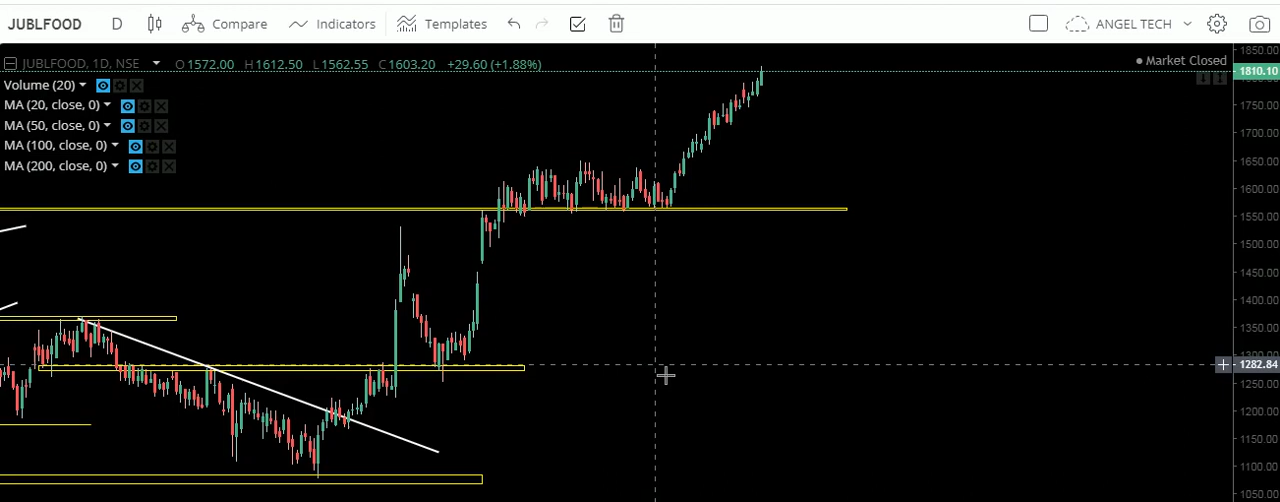 JUBLFOOD D Compare Indicators Templates ANGEL TECH
1850.00
JUBLFOOD, 1D, NSE O 1572.00 H 1612.50 L 1562.55 C 1603.20 +29.60 (+1.88%) Market Closed
1810.10
Volume (20)
MA (20, close, 0)
1750.00
MA (50, close, 0)
1700.00
MA (100, close, 0)
1650.00
MA (200, close, 0)
1600.00
1550.00
1500.00
1450.00
1400.00
1350.00
1282.84
1250.00
1200.00
1150.00
1100.00
1050.00